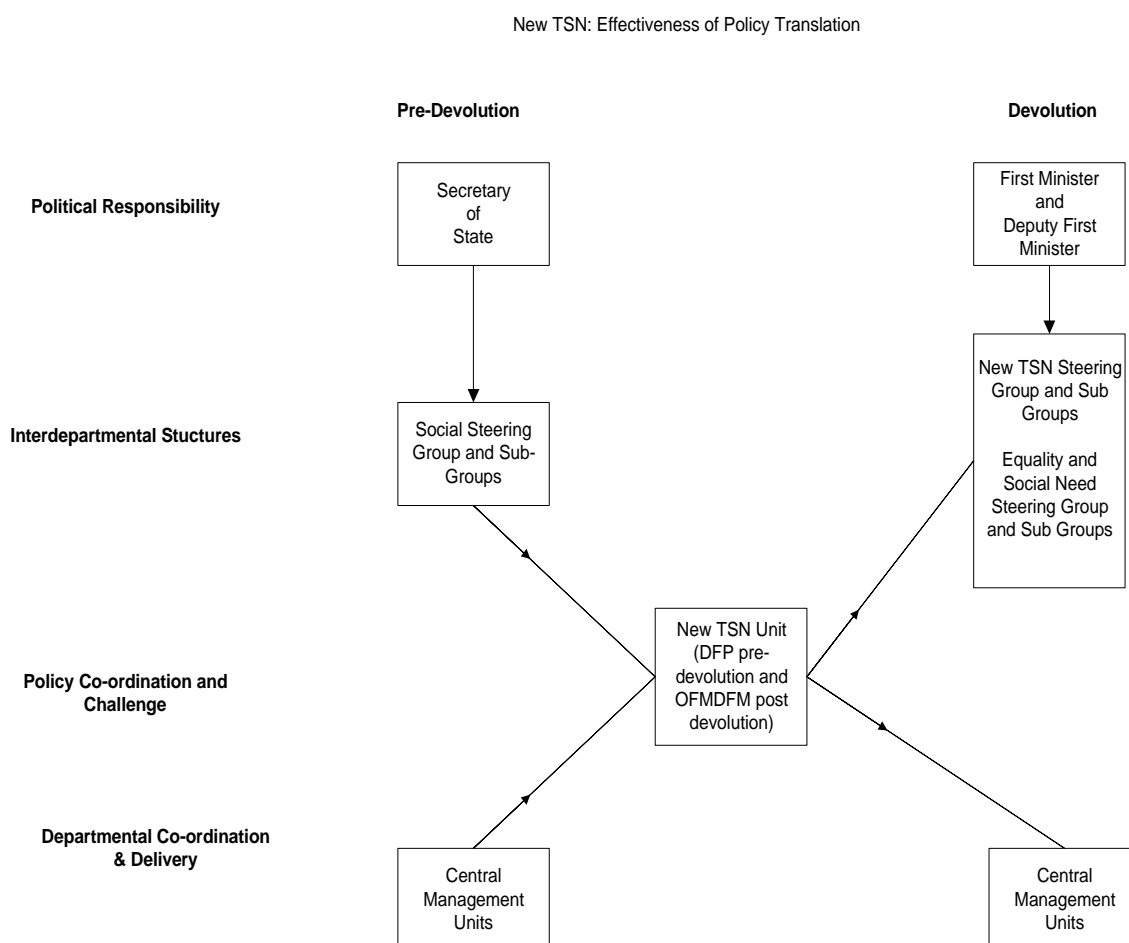 New TSN: Effectiveness of Policy Translation
Pre-Devolution
Devolution
Political Responsibility
Secretary
of
State
First Minister
and
Deputy First
Minister
Interdepartmental Stuctures
Social Steering
Group and Sub-
Groups
New TSN Steering
Group and Sub
Groups
Equality and
Social Need
Steering Group
and Sub Groups
Policy Co-ordination and
Challenge
New TSN Unit
(DFP pre-
devolution and
OFMDFM post
devolution)
Departmental Co-ordination
& Delivery
Central
Management
Units
Central
Management
Units